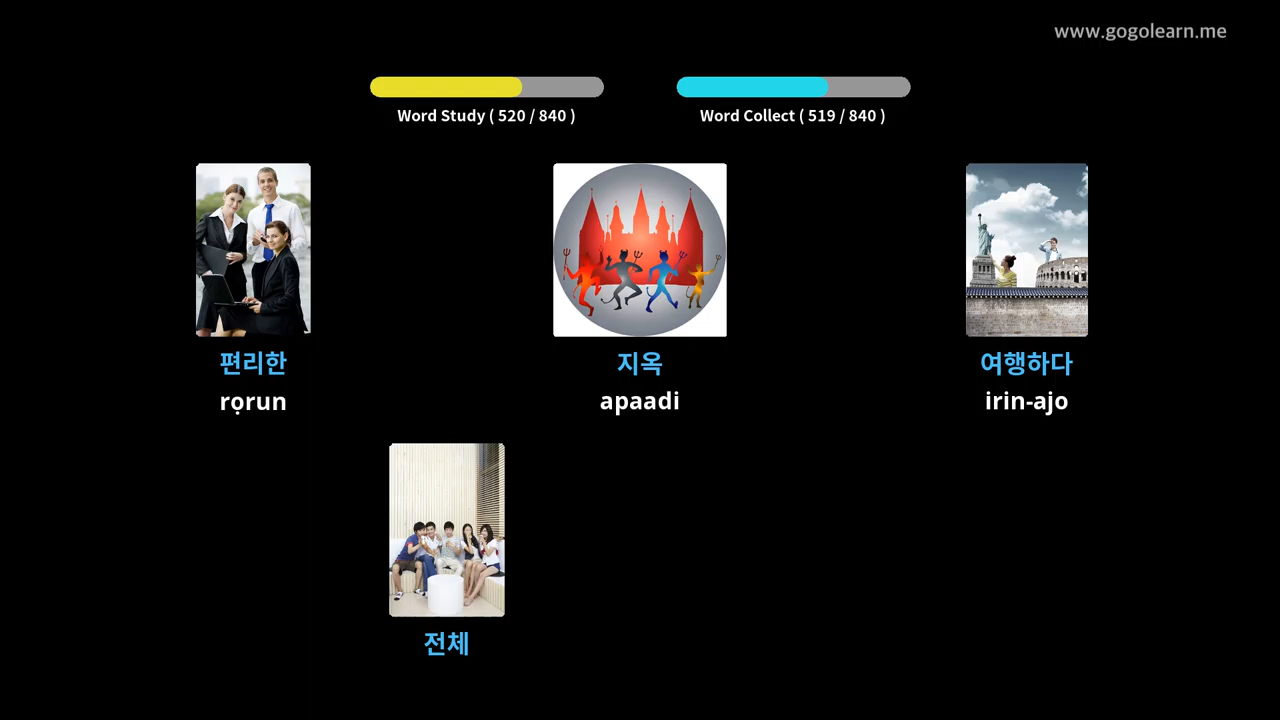 www.gogolearn.me
Word Study ( 520 / 840 )
Word Collect ( 519 / 840 )
편리한
rọrun
지옥
apaadi
여행하다
irin-ajo
전체